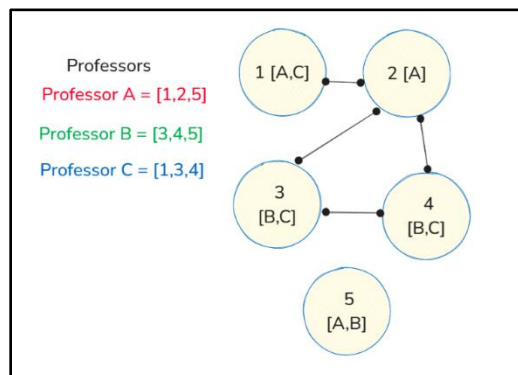 Professors
Professor A = [1,2,5]
Professor B = [3,4,5]
Professor C = [1,3,4]
1 [A,C]
2 [A]
3
[B,C]
4
[B,C]
5
[A,B]